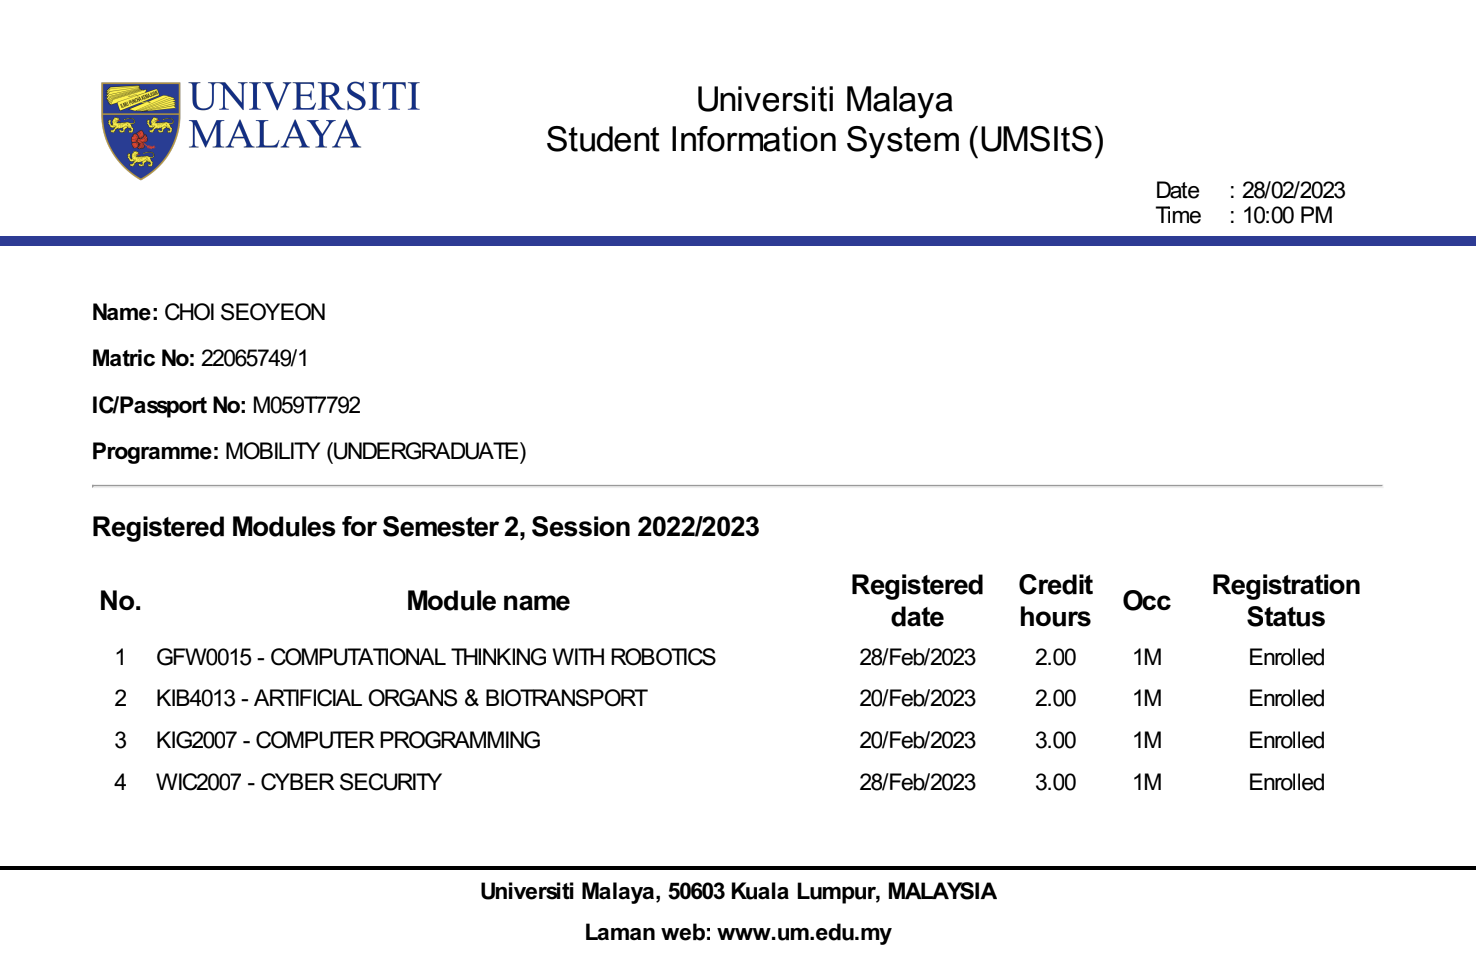 UNIVERSITI
MALAYA
Universiti Malaya
Student Information System (UMSItS)
Date : 28/02/2023
Time : 10:00 PM
Name: CHOI SEOYEON
Matric No: 22065749/1
IC/Passport No: M059T7792
Programme: MOBILITY (UNDERGRADUATE)
Registered Modules for Semester 2, Session 2022/2023
No. Module name Registered date Credit hours Occ Registration Status
1 GFW0015 - COMPUTATIONAL THINKING WITH ROBOTICS 28/Feb/2023 2.00 1M Enrolled
2 KIB4013 - ARTIFICIAL ORGANS & BIOTRANSPORT 20/Feb/2023 2.00 1M Enrolled
3 KIG2007 - COMPUTER PROGRAMMING 20/Feb/2023 3.00 1M Enrolled
4 WIC2007 - CYBER SECURITY 28/Feb/2023 3.00 1M Enrolled
Universiti Malaya, 50603 Kuala Lumpur, MALAYSIA
Laman web: www.um.edu.my